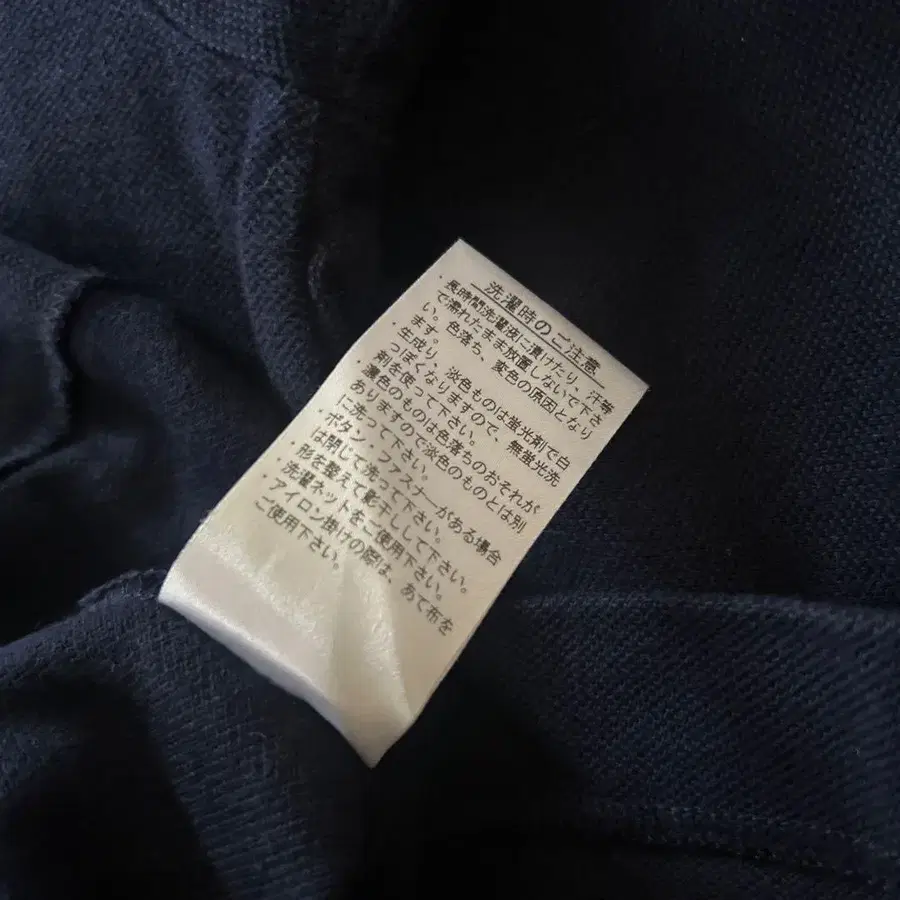 洗濯時のご注意
・長時間洗濯液に漬けたり、汗等
で濡れたまま放置しないで下さ
い。色落ち、変色の原因となり
ます。
生成り、淡色ものは蛍光剤で白
っぽくなりますので、無蛍光洗
剤を使って下さい。
濃色のものは色落ちのおそれが
ありますので淡色のものとは別
に洗って下さい。
・ボタン、ファスナーがある場合
は閉じて洗って下さい。
・形を整えて影干しして下さい。
・洗濯ネットをご使用下さい。
・アイロン掛けの際は、あて布を
ご使用下さい。